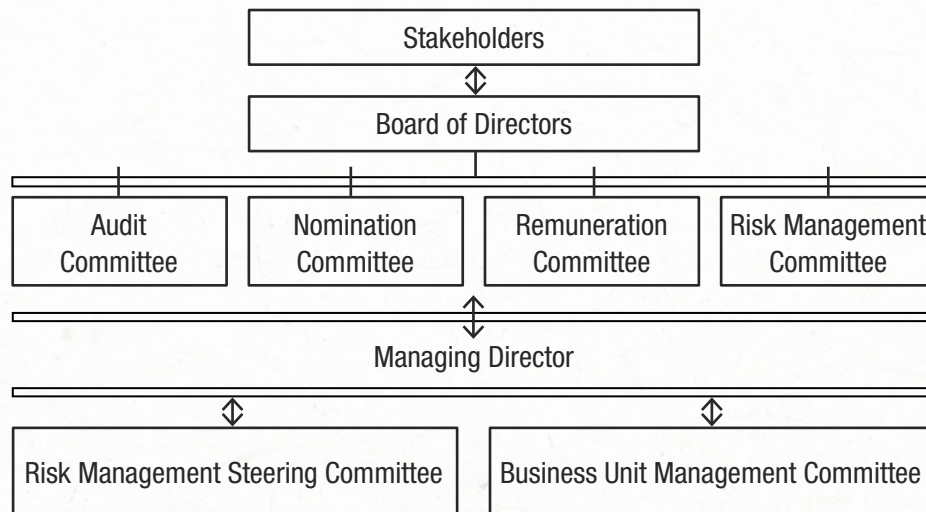 Stakeholders
Board of Directors
Audit
Committee
Nomination
Committee
Remuneration
Committee
Risk Management
Committee
Managing Director
Risk Management Steering Committee
Business Unit Management Committee